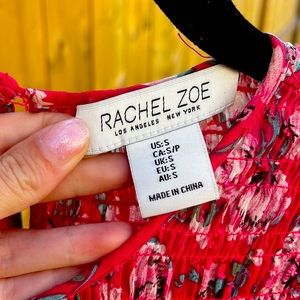 RACHEL ZOE
LOS ANGELES NEW YORK
US:S
CA:S/P
UK:S
EU:S
AU:S
MADE IN CHINA